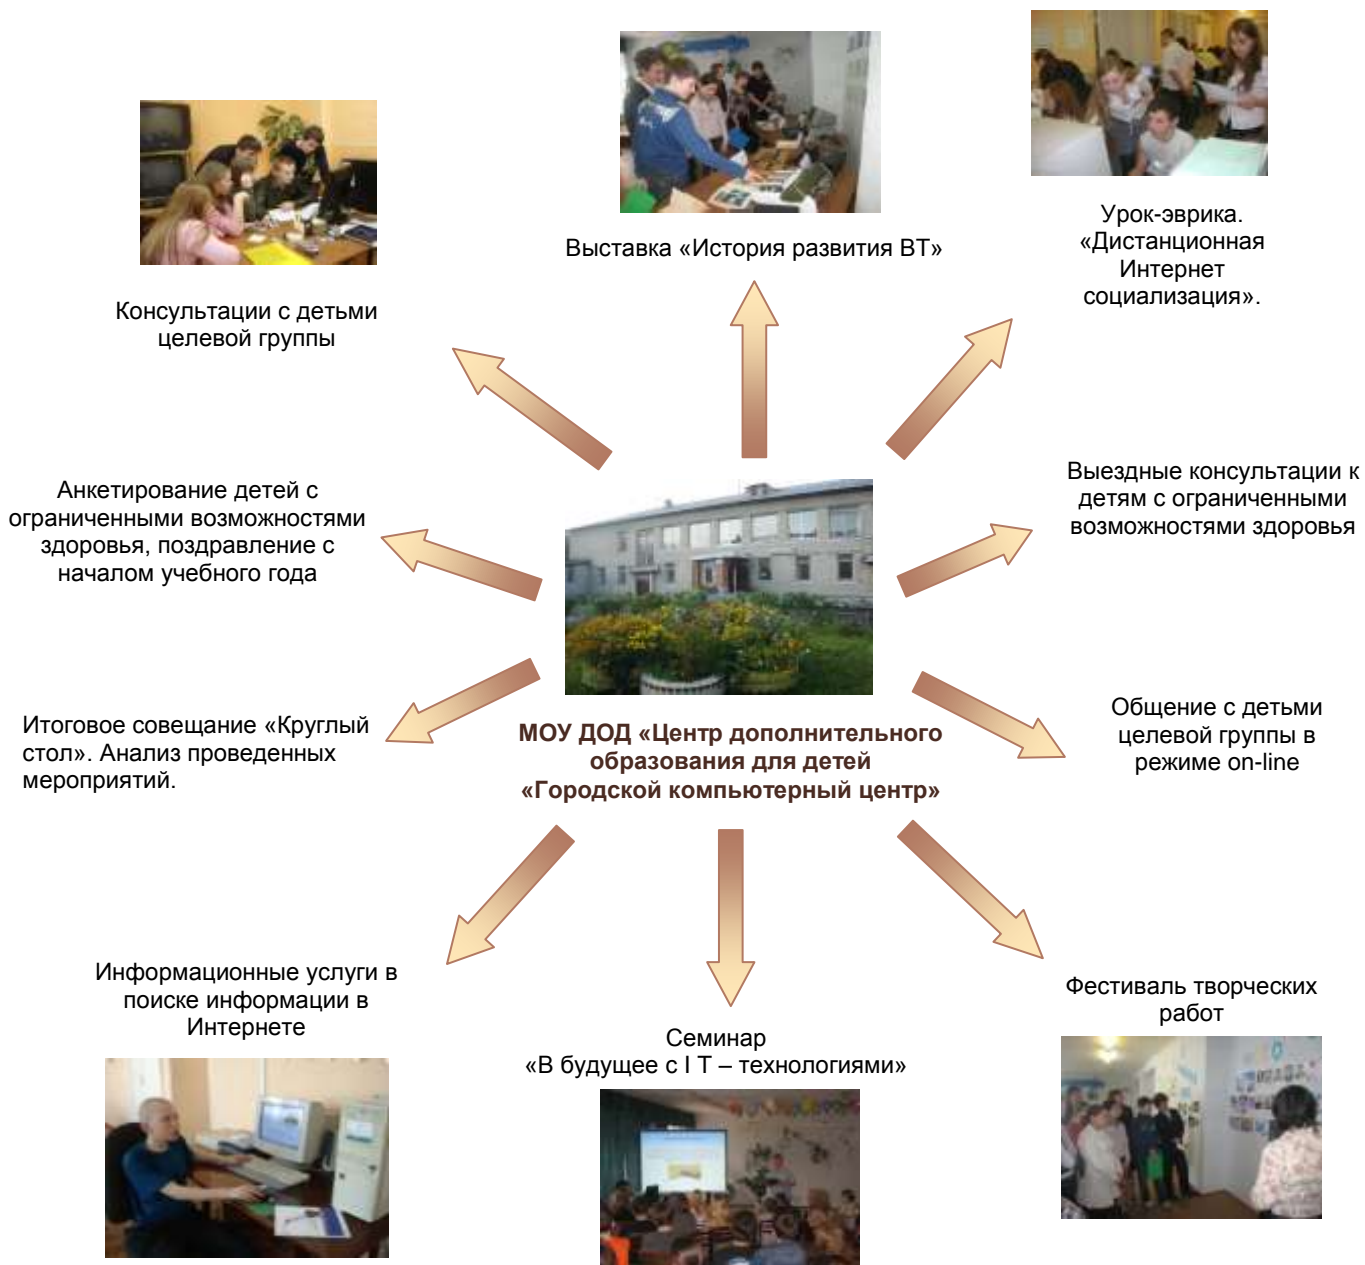 Выставка «История развития ВТ»
Урок-эврика.
«Дистанционная
Интернет
социализация».
Консультации с детьми
целевой группы
Анкетирование детей с
ограниченными возможностями
здоровья, поздравление с
началом учебного года
Выездные консультации к
детям с ограниченными
возможностями здоровья
Итоговое совещание «Круглый
стол». Анализ проведенных
мероприятий.
МОУ ДОД «Центр дополнительного
образования для детей
«Городской компьютерный центр»
Общение с детьми
целевой группы в
режиме on-line
Информационные услуги в
поиске информации в
Интернете
Семинар
«В будущее с I T – технологиями»
Фестиваль творческих
работ